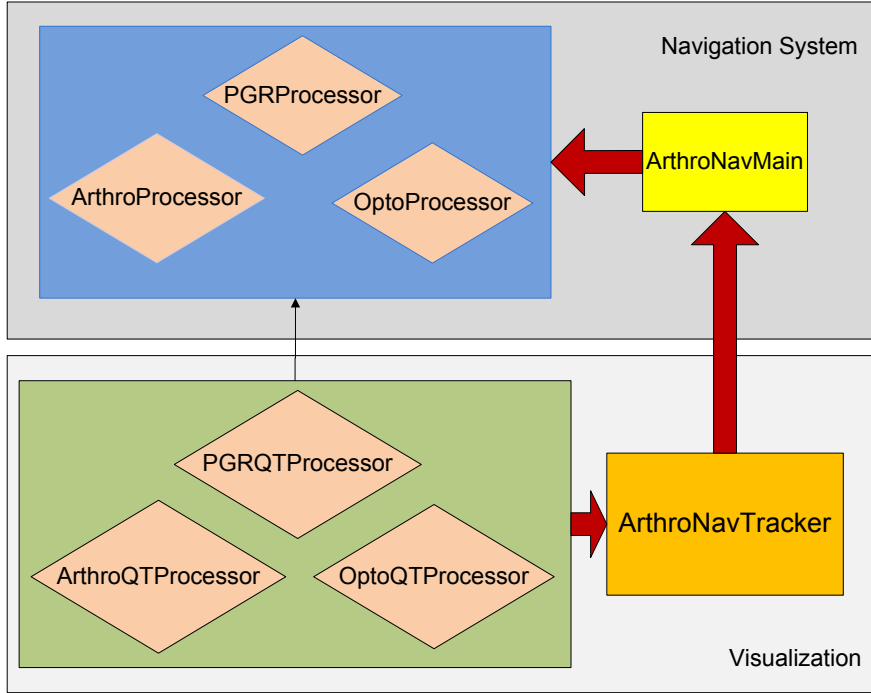 Navigation System
PGRProcessor
ArthroNavMain
ArthroProcessor
OptoProcessor
PGRQTProcessor
ArthroNavTracker
ArthroQTProcessor
OptoQTProcessor
Visualization